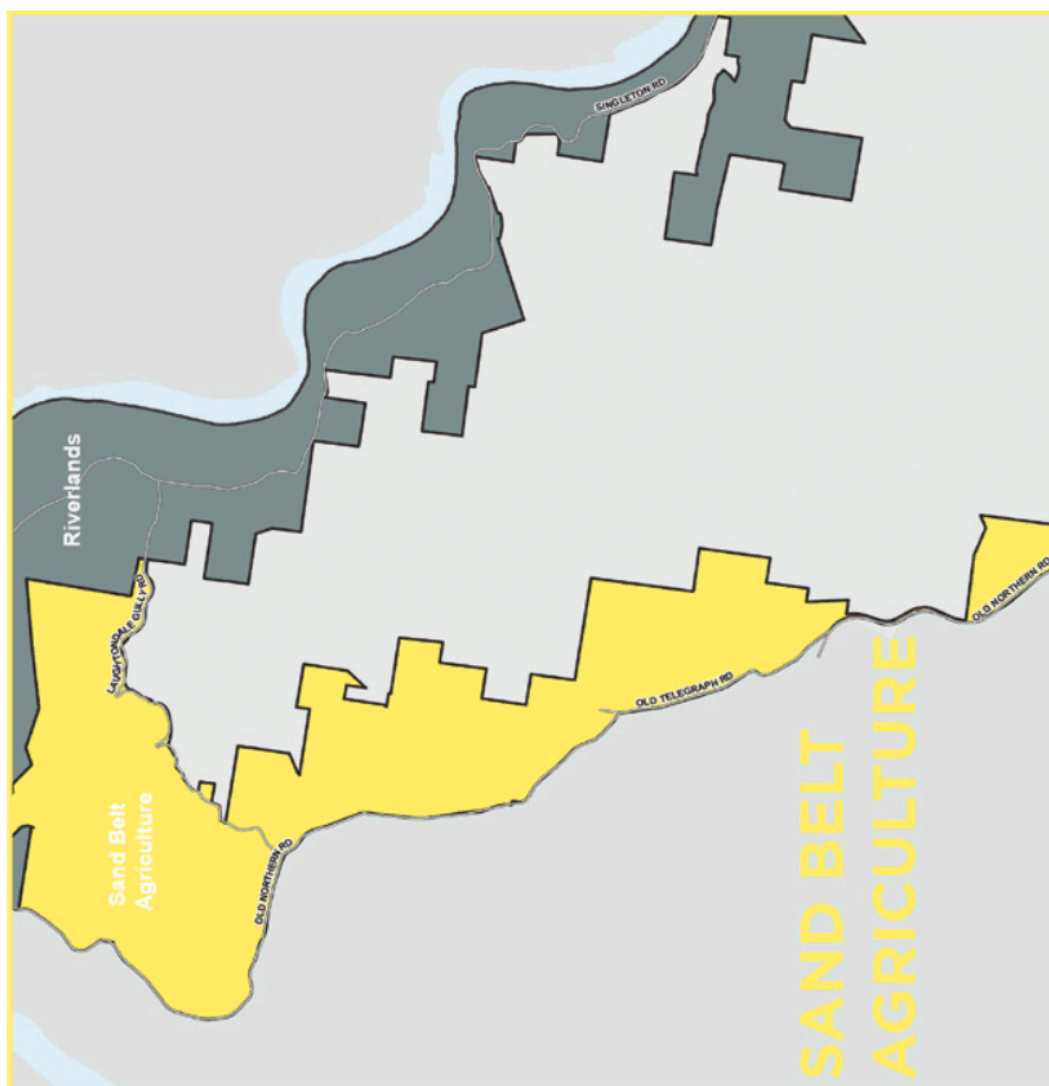 SINGLETON RD
Riverlands
LAUGHTONDALE GULLY RD
OLD NORTHERN RD
OLD TELEGRAPH RD
Sand Belt
Agriculture
OLD NORTHERN RD
SAND BELT
AGRICULTURE